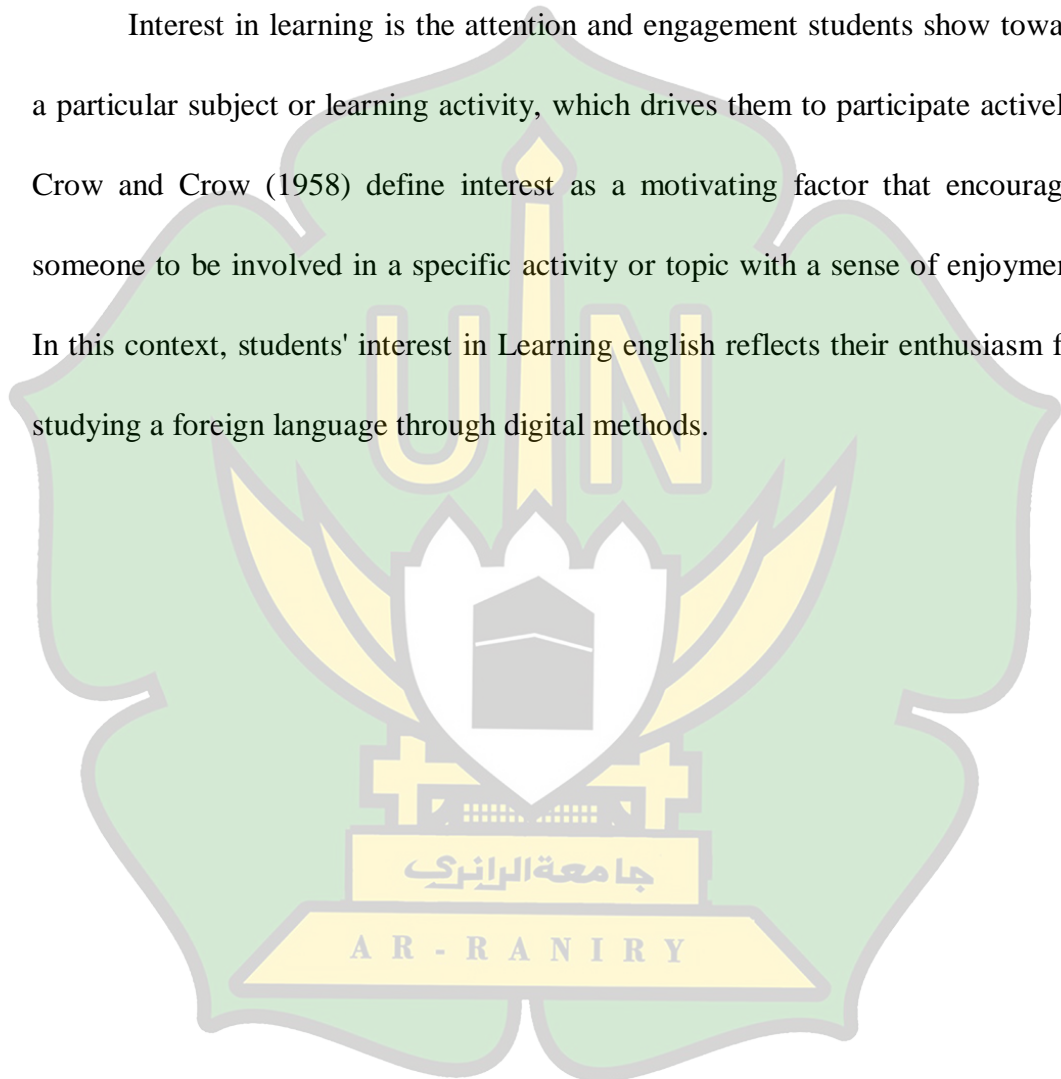 Interest in learning is the attention and engagement students show towa
a particular subject or learning activity, which drives them to participate activel
Crow and Crow (1958) define interest as a motivating factor that encourag
someone to be involved in a specific activity or topic with a sense of enjoymen
In this context, students' interest in Learning english reflects their enthusiasm f
studying a foreign language through digital methods.
UIN
جامعة الرانري
AR-RANIRY